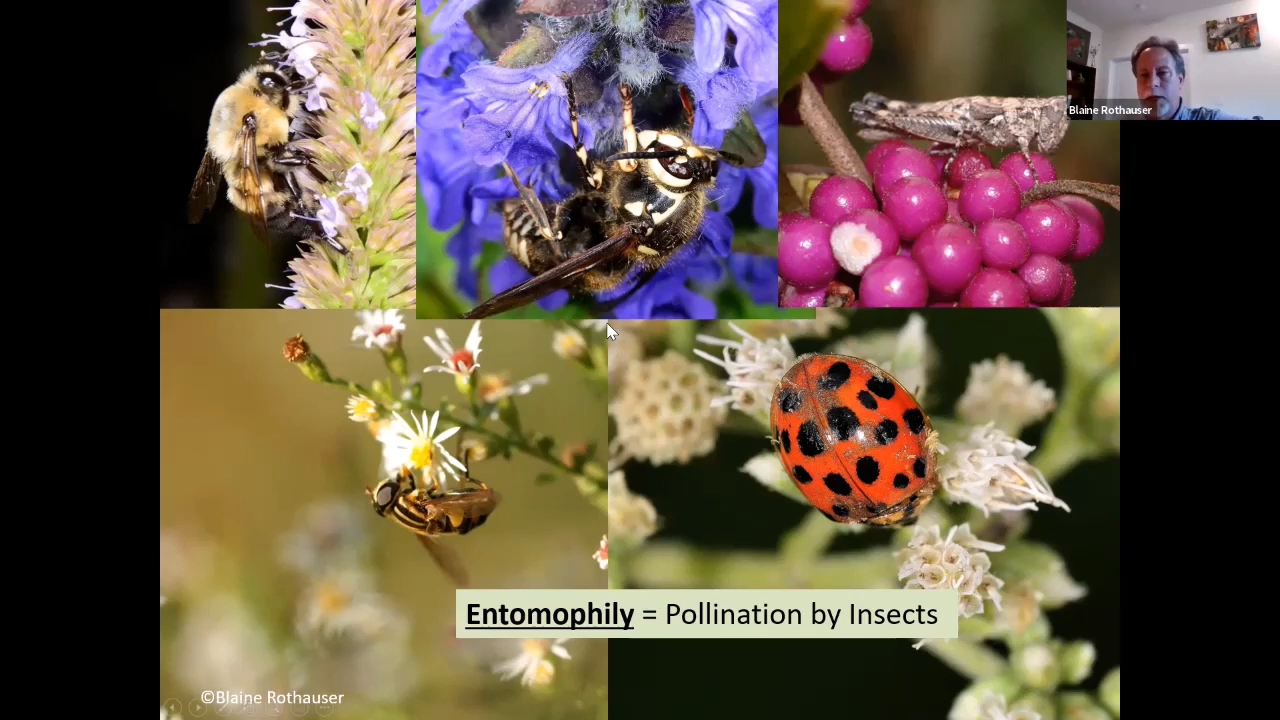 Blaine Rothauser
Entomophily = Pollination by Insects
©Blaine Rothauser